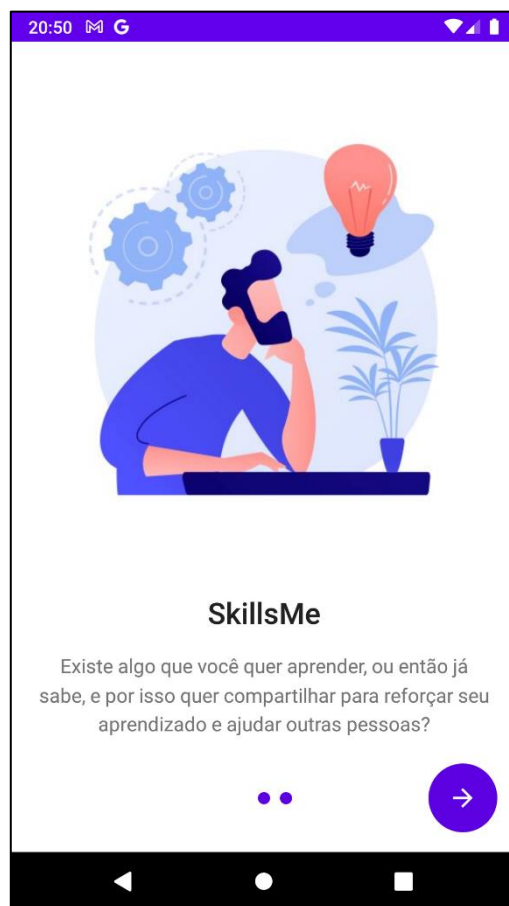 20:50
SkillsMe
Existe algo que você quer aprender, ou então já
sabe, e por isso quer compartilhar para reforçar seu
aprendizado e ajudar outras pessoas?